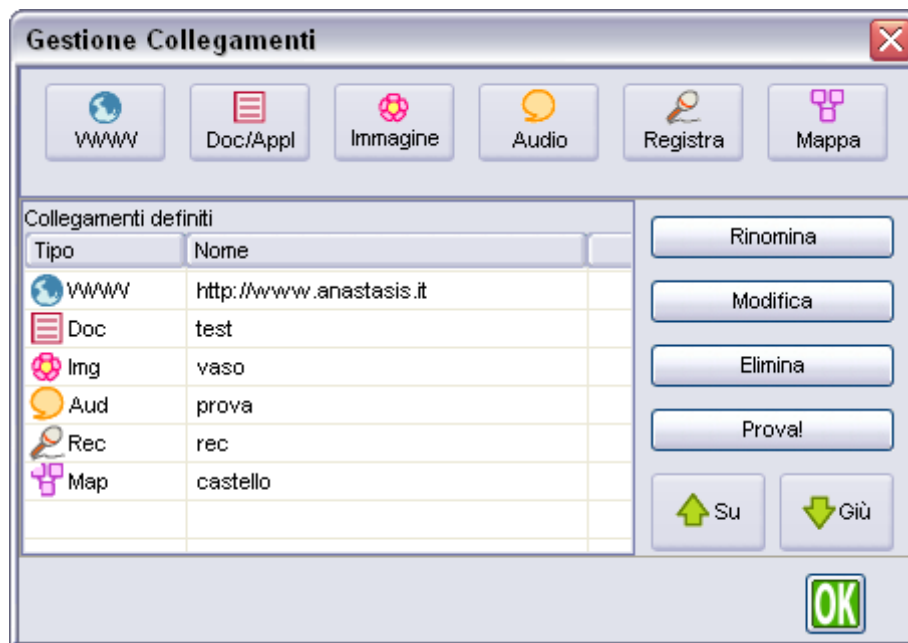 Gestione Collegamenti
WWW Doc/Appl Immagine Audio Registra Mappa
Collegamenti definiti
Tipo Nome
WWW http://www.anastasis.it
Doc test
Img vaso
Aud prova
Rec rec
Map castello
Rinomina
Modifica
Elimina
Prova!
Su Giù
OK